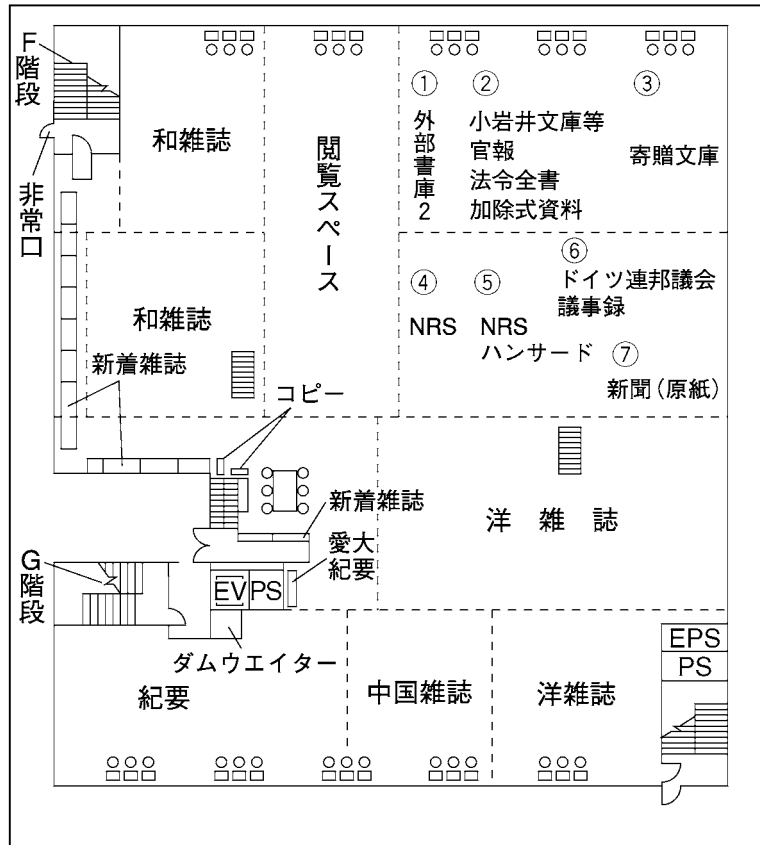 F階段
非常口
和雑誌
閲覧スペース
①
外部書庫2
②
小岩井文庫等
官報
法令全書
加除式資料
③
寄贈文庫
和雑誌
新着雑誌
コピー
④
NRS
⑤
NRS
ハンサード
⑥
ドイツ連邦議会
議事録
⑦
新聞（原紙）
新着雑誌
洋雑誌
G階段
愛大
紀要
EV
PS
ダムウエイター
紀要
中国雑誌
洋雑誌
EPS
PS